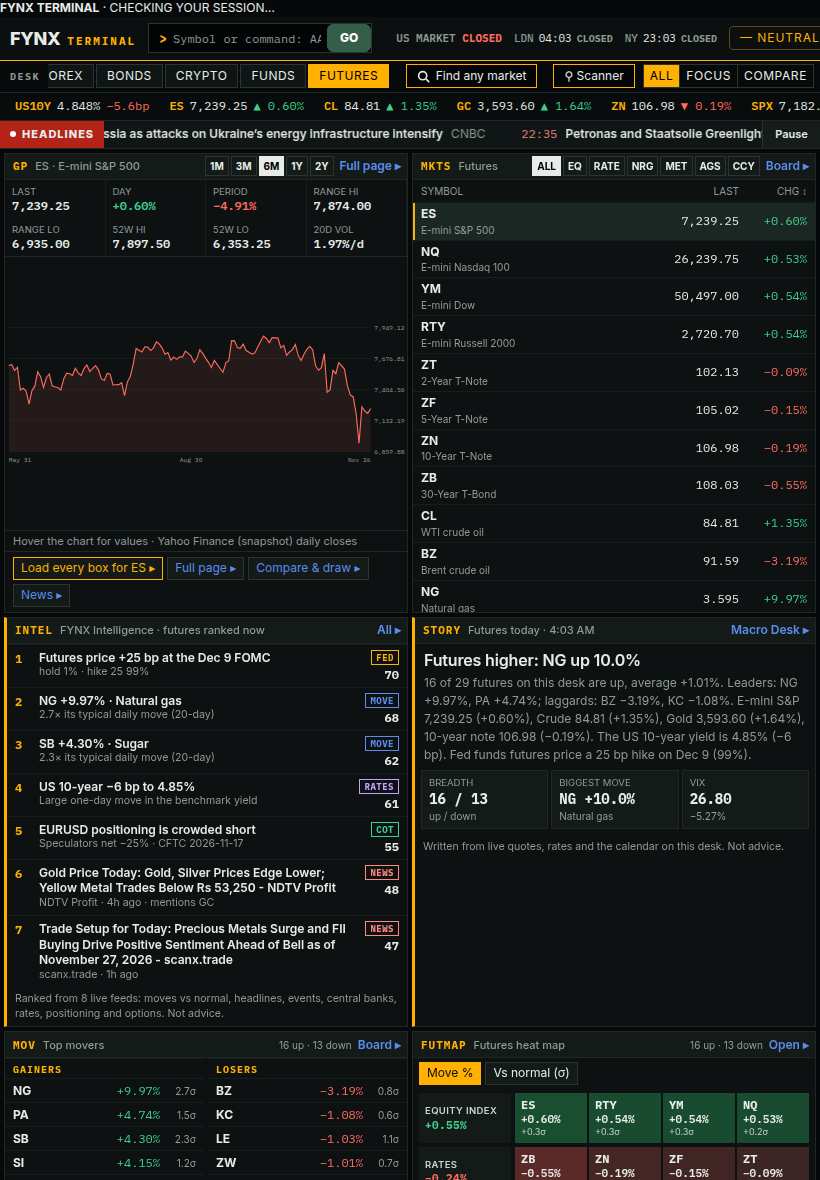 FYNX TERMINAL · CHECKING YOUR SESSION...
FYNX TERMINAL
> Symbol or command: AA
GO
US MARKET CLOSED LDN 04:03 CLOSED NY 23:03 CLOSED
— NEUTRAL
DESK
OREX BONDS CRYPTO FUNDS FUTURES
Find any market
Scanner
ALL FOCUS COMPARE
US10Y 4.848% −5.6bp ES 7,239.25 ▲ 0.60% CL 84.81 ▲ 1.35% GC 3,593.60 ▲ 1.64% ZN 106.98 ▼ 0.19% SPX 7,182.
HEADLINES
ssia as attacks on Ukraine's energy infrastructure intensify CNBC 22:35 Petronas and Staatsolie Greenligh
Pause
GP ES · E-mini S&P 500
1M 3M 6M 1Y 2Y Full page ▸
LAST DAY PERIOD RANGE HI
7,239.25 +0.60% −4.91% 7,874.00
RANGE LO 52W HI 52W LO 20D VOL
6,935.00 7,897.50 6,353.25 1.97%/d
7,676.81
7,132.19
May 31 Aug 30 Nov 26
Hover the chart for values · Yahoo Finance (snapshot) daily closes
Load every box for ES ▸ Full page ▸ Compare & draw ▸
News ▸
MKTS Futures
ALL EQ RATE NRG MET AGS CCY Board ▸
SYMBOL LAST CHG ↕
ES 7,239.25 +0.60%
E-mini S&P 500
NQ 26,239.75 +0.53%
E-mini Nasdaq 100
YM 50,497.00 +0.54%
E-mini Dow
RTY 2,720.70 +0.54%
E-mini Russell 2000
ZT 102.13 −0.09%
2-Year T-Note
ZF 105.02 −0.15%
5-Year T-Note
ZN 106.98 −0.19%
10-Year T-Note
ZB 108.03 −0.55%
30-Year T-Bond
CL 84.81 +1.35%
WTI crude oil
BZ 91.59 −3.19%
Brent crude oil
NG 3.595 +9.97%
Natural gas
INTEL FYNX Intelligence · futures ranked now All ▸
1 Futures price +25 bp at the Dec 9 FOMC FED
hold 1% · hike 25 99% 70
2 NG +9.97% · Natural gas MOVE
2.7× its typical daily move (20-day) 68
3 SB +4.30% · Sugar MOVE
2.3× its typical daily move (20-day) 62
4 US 10-year −6 bp to 4.85% RATES
Large one-day move in the benchmark yield 61
5 EURUSD positioning is crowded short COT
Speculators net −25% · CFTC 2026-11-17 55
6 Gold Price Today: Gold, Silver Prices Edge Lower; NEWS
Yellow Metal Trades Below Rs 53,250 - NDTV Profit 48
NDTV Profit · 4h ago · mentions GC
7 Trade Setup for Today: Precious Metals Surge and FII NEWS
Buying Drive Positive Sentiment Ahead of Bell as of 47
November 27, 2026 - scanx.trade
scanx.trade · 1h ago
Ranked from 8 live feeds: moves vs normal, headlines, events, central banks,
rates, positioning and options. Not advice.
STORY Futures today · 4:03 AM Macro Desk ▸
Futures higher: NG up 10.0%
16 of 29 futures on this desk are up, average +1.01%. Leaders: NG
+9.97%, PA +4.74%; laggards: BZ −3.19%, KC −1.08%. E-mini S&P
7,239.25 (+0.60%), Crude 84.81 (+1.35%), Gold 3,593.60 (+1.64%),
10-year note 106.98 (−0.19%). The US 10-year yield is 4.85% (−6
bp). Fed funds futures price a 25 bp hike on Dec 9 (99%).
BREADTH BIGGEST MOVE VIX
16 / 13 NG +10.0% 26.80
up / down Natural gas −5.27%
Written from live quotes, rates and the calendar on this desk. Not advice.
MOV Top movers 16 up · 13 down Board ▸
GAINERS LOSERS
NG +9.97% 2.7σ BZ −3.19% 0.8σ
PA +4.74% 1.5σ KC −1.08% 0.6σ
SB +4.30% 2.3σ LE −1.03% 1.1σ
SI +4.15% 1.2σ ZW −1.01% 0.7σ
FUTMAP Futures heat map 16 up · 13 down Open ▸
Move % Vs normal (σ)
EQUITY INDEX ES RTY YM NQ
+0.55% +0.60% +0.54% +0.54% +0.53%
+0.3σ +0.3σ +0.3σ +0.2σ
RATES ZB ZN ZF ZT
−0.24% −0.55% −0.19% −0.15% −0.09%